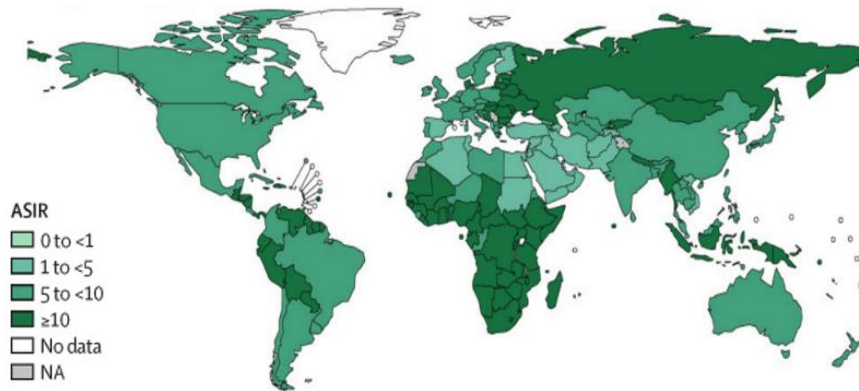 ASIR
0 to <1
1 to <5
5 to <10
≥10
No data
NA